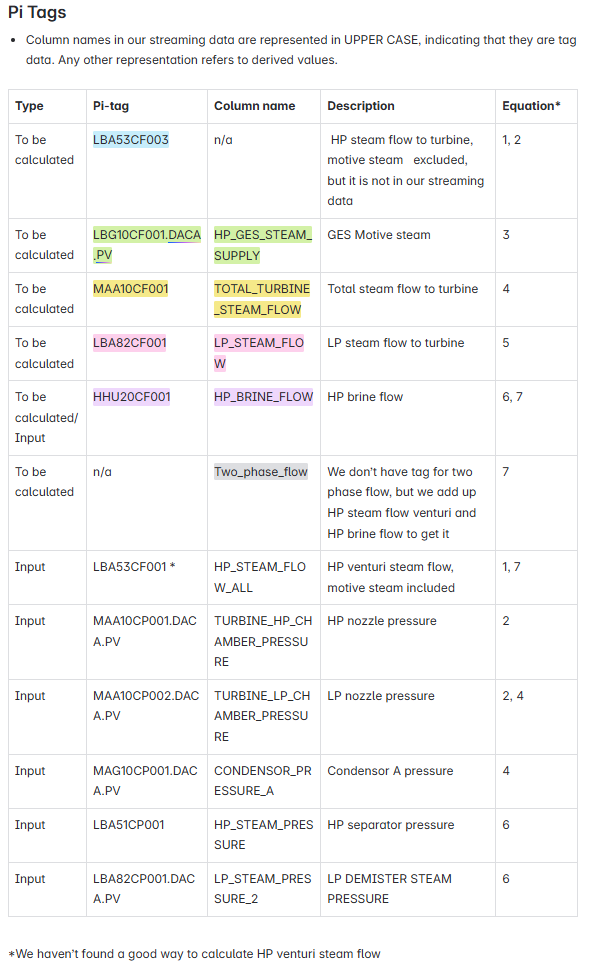 Pi Tags
• Column names in our streaming data are represented in UPPER CASE, indicating that they are tag
data. Any other representation refers to derived values.
Type Pi-tag Column name Description Equation*
To be calculated LBA53CF003 n/a HP steam flow to turbine, motive steam excluded, but it is not in our streaming data 1, 2
To be calculated LBG10CF001.DACA.PV HP_GES_STEAM_SUPPLY GES Motive steam 3
To be calculated MAA10CF001 TOTAL_TURBINE_STEAM_FLOW Total steam flow to turbine 4
To be calculated LBA82CF001 LP_STEAM_FLOW LP steam flow to turbine 5
To be calculated/ Input HHU20CF001 HP_BRINE_FLOW HP brine flow 6, 7
To be calculated n/a Two_phase_flow We don't have tag for two phase flow, but we add up HP steam flow venturi and HP brine flow to get it 7
Input LBA53CF001 * HP_STEAM_FLOW_ALL HP venturi steam flow, motive steam included 1, 7
Input MAA10CP001.DACA.PV TURBINE_HP_CHAMBER_PRESSURE HP nozzle pressure 2
Input MAA10CP002.DACA.PV TURBINE_LP_CHAMBER_PRESSURE LP nozzle pressure 2, 4
Input MAG10CP001.DACA.PV CONDENSOR_PRESSURE_A Condensor A pressure 4
Input LBA51CP001 HP_STEAM_PRESSURE HP separator pressure 6
Input LBA82CP001.DACA.PV LP_STEAM_PRESSURE_2 LP DEMISTER STEAM PRESSURE 6
*We haven't found a good way to calculate HP venturi steam flow